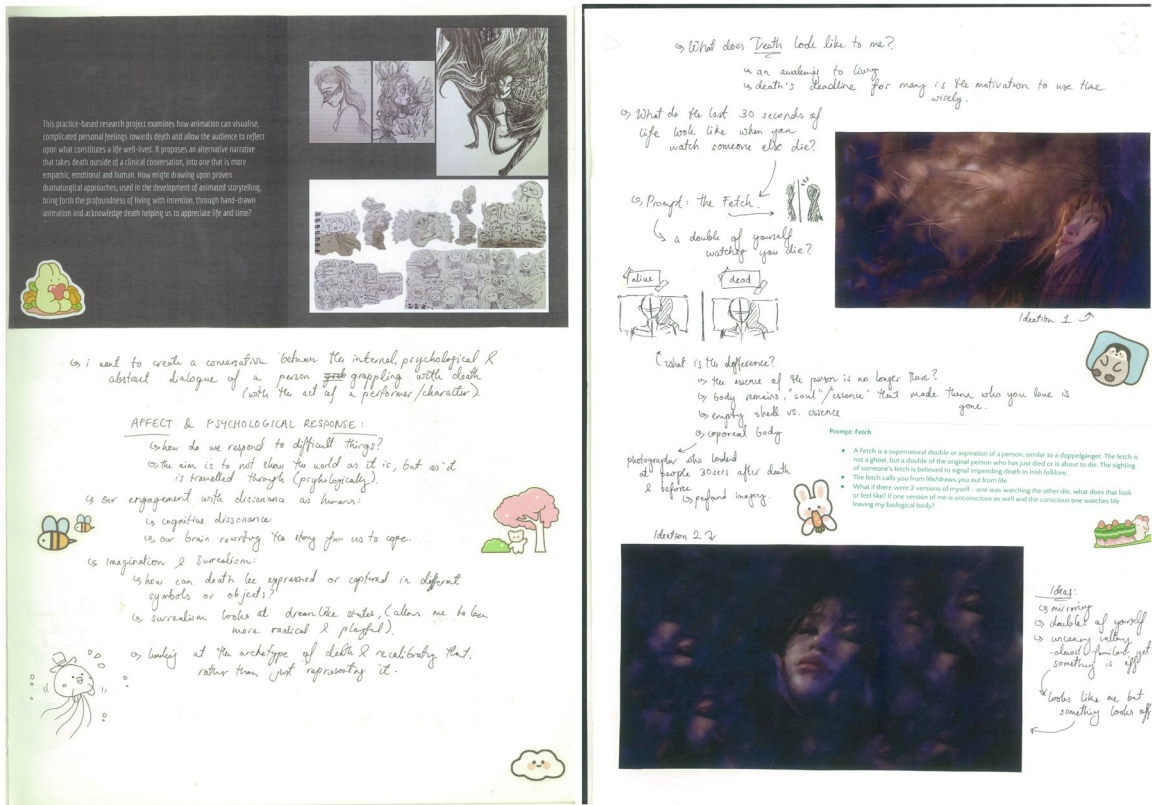 This practice-based research project examines how animation can visualise,
complicated personal feelings towards death and allow the audience to reflect
upon what constitutes a life well-lived. It proposes an alternative narrative
that takes death outside of a clinical conversation, into one that is more
empathic, emotional and human. How might drawing upon proven
dramaturgical approaches, used in the development of animated storytelling,
bring forth the profoundness of living with intention, through hand-drawn
animation and acknowledge death helping us to appreciate life and time?
i want to create a conversation between the internal, psychological &
abstract dialogue of a person grappling with death
(with the act of a performer/character).
AFFECT & PSYCHOLOGICAL RESPONSE:
how do we respond to difficult things?
the aim is to not show the world as it is, but as it
is travelled through (psychologically).
our engagement with dissonance as humans:
cognitive dissonance.
our brain rewriting the story for us to cope.
Imagination & Surrealism:
how can death be expressed or captured in different
symbols or objects?
surrealism looks at dreamlike states, (allows me to be
more radical & playful).
looking at the archetype of death & recalibrating that,
rather than just representing it.
What does Death look like to me?
an awakening to living
death's deadline for many is the motivation to use time
wisely.
What do the last 30 seconds of
life look like when you
watch someone else die?
Prompt: the Fetch.
a double of yourself
watching you die?
alive
dead
Ideation 1
what is the difference?
the essence of the person is no longer there?
body remains, "soul"/"essence" that made them who you love is
gone.
empty shell vs. essence
corporeal body
photographer who looked
at people 30secs after death
& before
profound imagery.
Prompt: Fetch
A Fetch is a supernatural double or aspiration of a person, similar to a doppelgänger. The fetch is
not a ghost, but a double of the original person who has just died or is about to die. The sighting
of someone's fetch is believed to signal impending death in Irish folklore.
The fetch calls you from life/draws you out from life.
What if there were 2 versions of myself – one was watching the other die. what does that look
or feel like? If one version of me is unconscious as well and the conscious one watches life
leaving my biological body?
Ideation 2
Ideas:
mirroring
doubles of yourself
uncanny valley
-almost familiar yet
something is off
looks like me but
something looks off